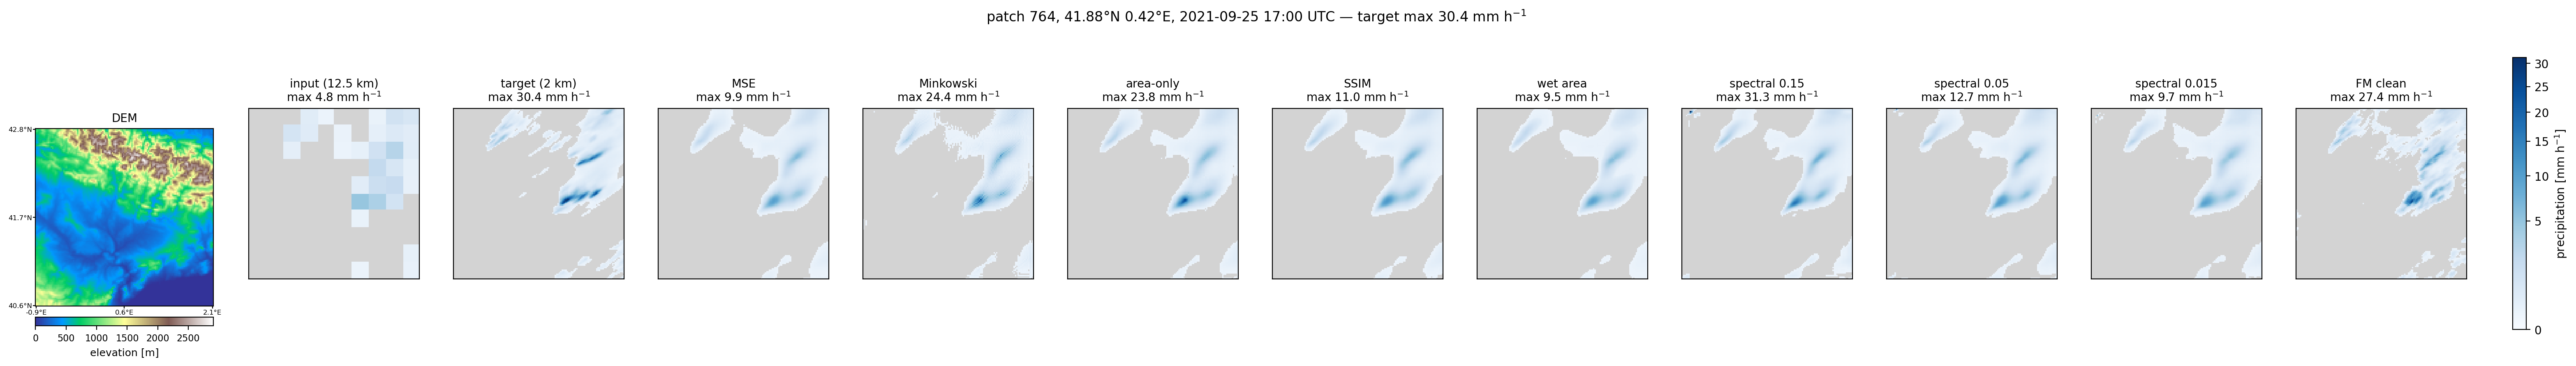 patch 764, 41.88°N 0.42°E, 2021-09-25 17:00 UTC — target max 30.4 mm h⁻¹
DEM
42.8°N
41.7°N
40.6°N
-0.9°E 0.6°E 2.1°E
0 500 1000 1500 2000 2500
elevation [m]
input (12.5 km)
max 4.8 mm h⁻¹
target (2 km)
max 30.4 mm h⁻¹
MSE
max 9.9 mm h⁻¹
Minkowski
max 24.4 mm h⁻¹
area-only
max 23.8 mm h⁻¹
SSIM
max 11.0 mm h⁻¹
wet area
max 9.5 mm h⁻¹
spectral 0.15
max 31.3 mm h⁻¹
spectral 0.05
max 12.7 mm h⁻¹
spectral 0.015
max 9.7 mm h⁻¹
FM clean
max 27.4 mm h⁻¹
30
25
20
15
10
5
0
precipitation [mm h⁻¹]